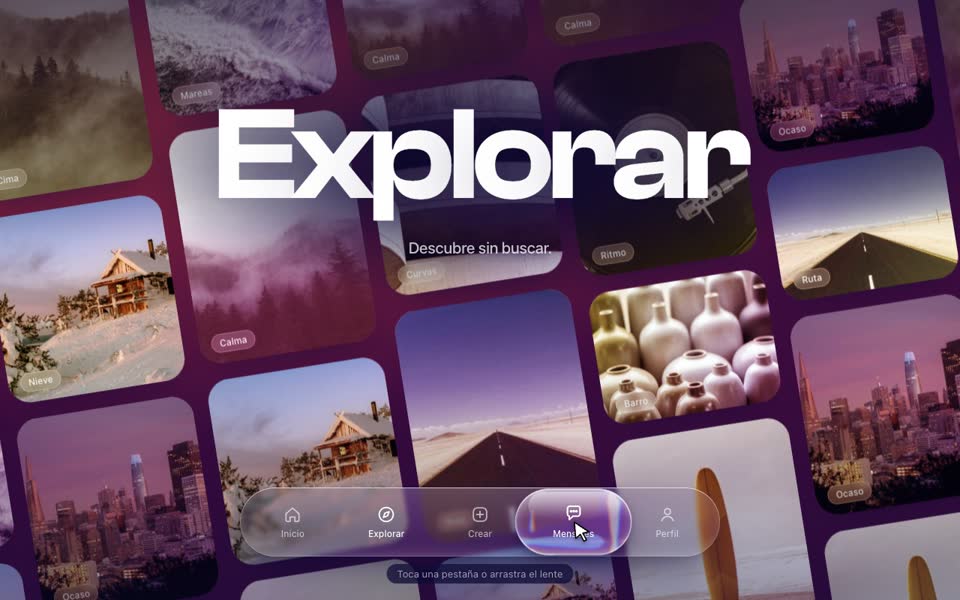 Calma
Calma
Mareas
Ocaso
Explorar
Cima
Descubre sin buscar.
Ritmo
Curvas
Ruta
Calma
Nieve
Barro
Ocaso
Inicio
Explorar
Crear
Perfil
Toca una pestaña o arrastra el lente
Ocaso